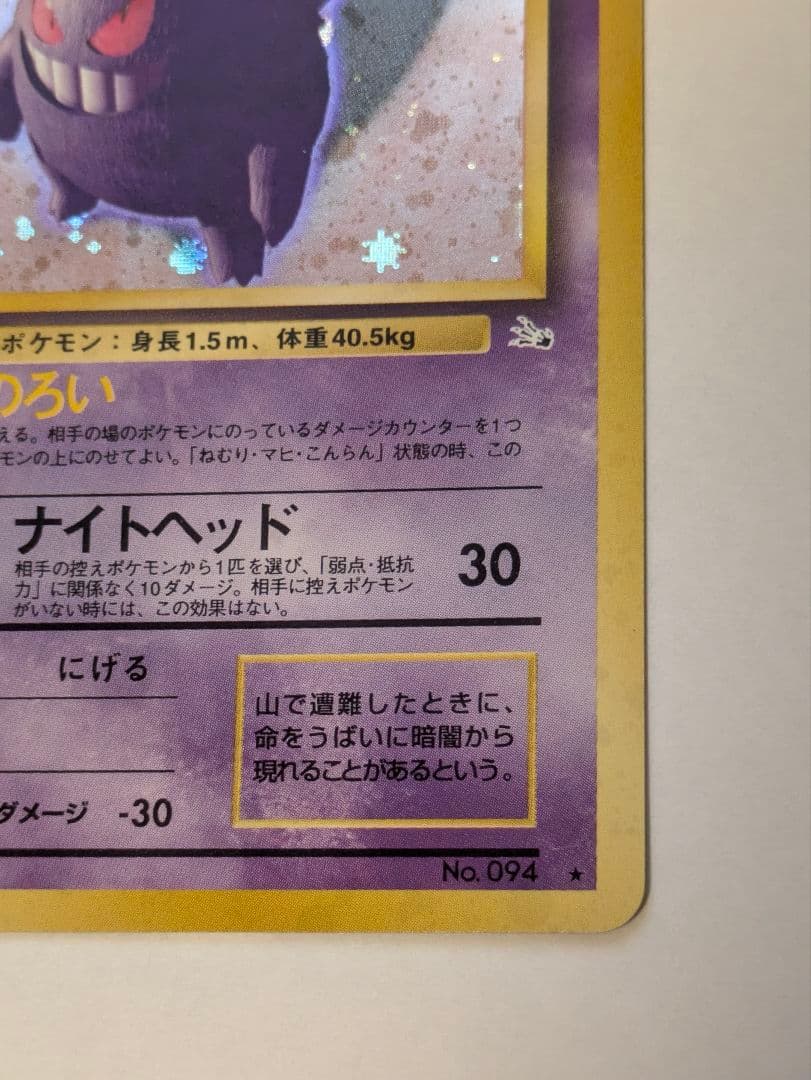 ポケモン：身長1.5m、体重40.5kg
のろい
える。相手の場のポケモンにのっているダメージカウンターを1つ
モンの上にのせてよい。「ねむり・マヒ・こんらん」状態の時、この
ナイトヘッド
相手の控えポケモンから1匹を選び、「弱点・抵抗
力」に関係なく10ダメージ。相手に控えポケモン
がいない時には、この効果はない。
30
にげる
山で遭難したときに、
命をうばいに暗闇から
現れることがあるという。
ダメージ -30
No. 094 ★